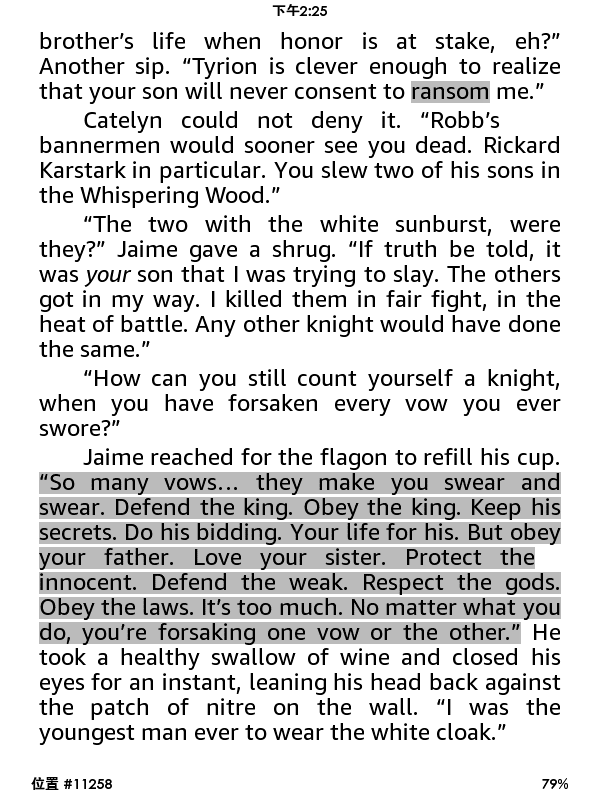 下午2:25
brother’s life when honor is at stake, eh?”
Another sip. “Tyrion is clever enough to realize
that your son will never consent to ransom me.”
Catelyn could not deny it. “Robb’s
bannermen would sooner see you dead. Rickard
Karstark in particular. You slew two of his sons in
the Whispering Wood.”
“The two with the white sunburst, were
they?” Jaime gave a shrug. “If truth be told, it
was your son that I was trying to slay. The others
got in my way. I killed them in fair fight, in the
heat of battle. Any other knight would have done
the same.”
“How can you still count yourself a knight,
when you have forsaken every vow you ever
swore?”
Jaime reached for the flagon to refill his cup.
“So many vows... they make you swear and
swear. Defend the king. Obey the king. Keep his
secrets. Do his bidding. Your life for his. But obey
your father. Love your sister. Protect the
innocent. Defend the weak. Respect the gods.
Obey the laws. It’s too much. No matter what you
do, you’re forsaking one vow or the other.” He
took a healthy swallow of wine and closed his
eyes for an instant, leaning his head back against
the patch of nitre on the wall. “I was the
youngest man ever to wear the white cloak.”
位置 #11258 79%